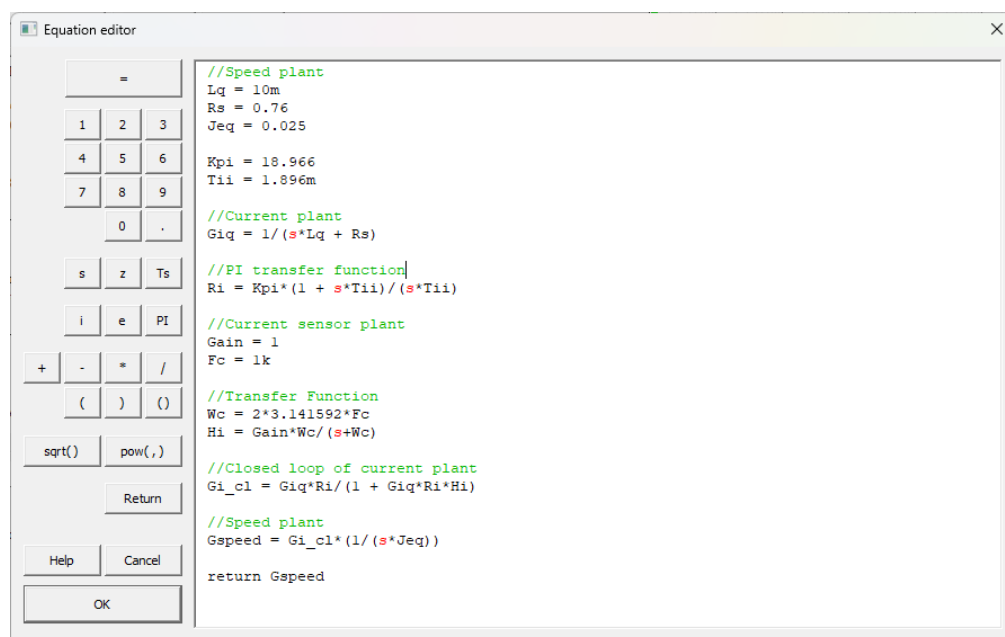 Equation editor
=
1 2 3
4 5 6
7 8 9
0 .
s z Ts
i e PI
+ - * /
( ) ()
sqrt() pow(,)
Return
Help Cancel
OK
//Speed plant
Lq = 10m
Rs = 0.76
Jeq = 0.025
Kpi = 18.966
Tii = 1.896m
//Current plant
Giq = 1/(s*Lq + Rs)
//PI transfer function
Ri = Kpi*(1 + s*Tii)/(s*Tii)
//Current sensor plant
Gain = 1
Fc = 1k
//Transfer Function
Wc = 2*3.141592*Fc
Hi = Gain*Wc/(s+Wc)
//Closed loop of current plant
Gi_cl = Giq*Ri/(1 + Giq*Ri*Hi)
//Speed plant
Gspeed = Gi_cl*(1/(s*Jeq))
return Gspeed